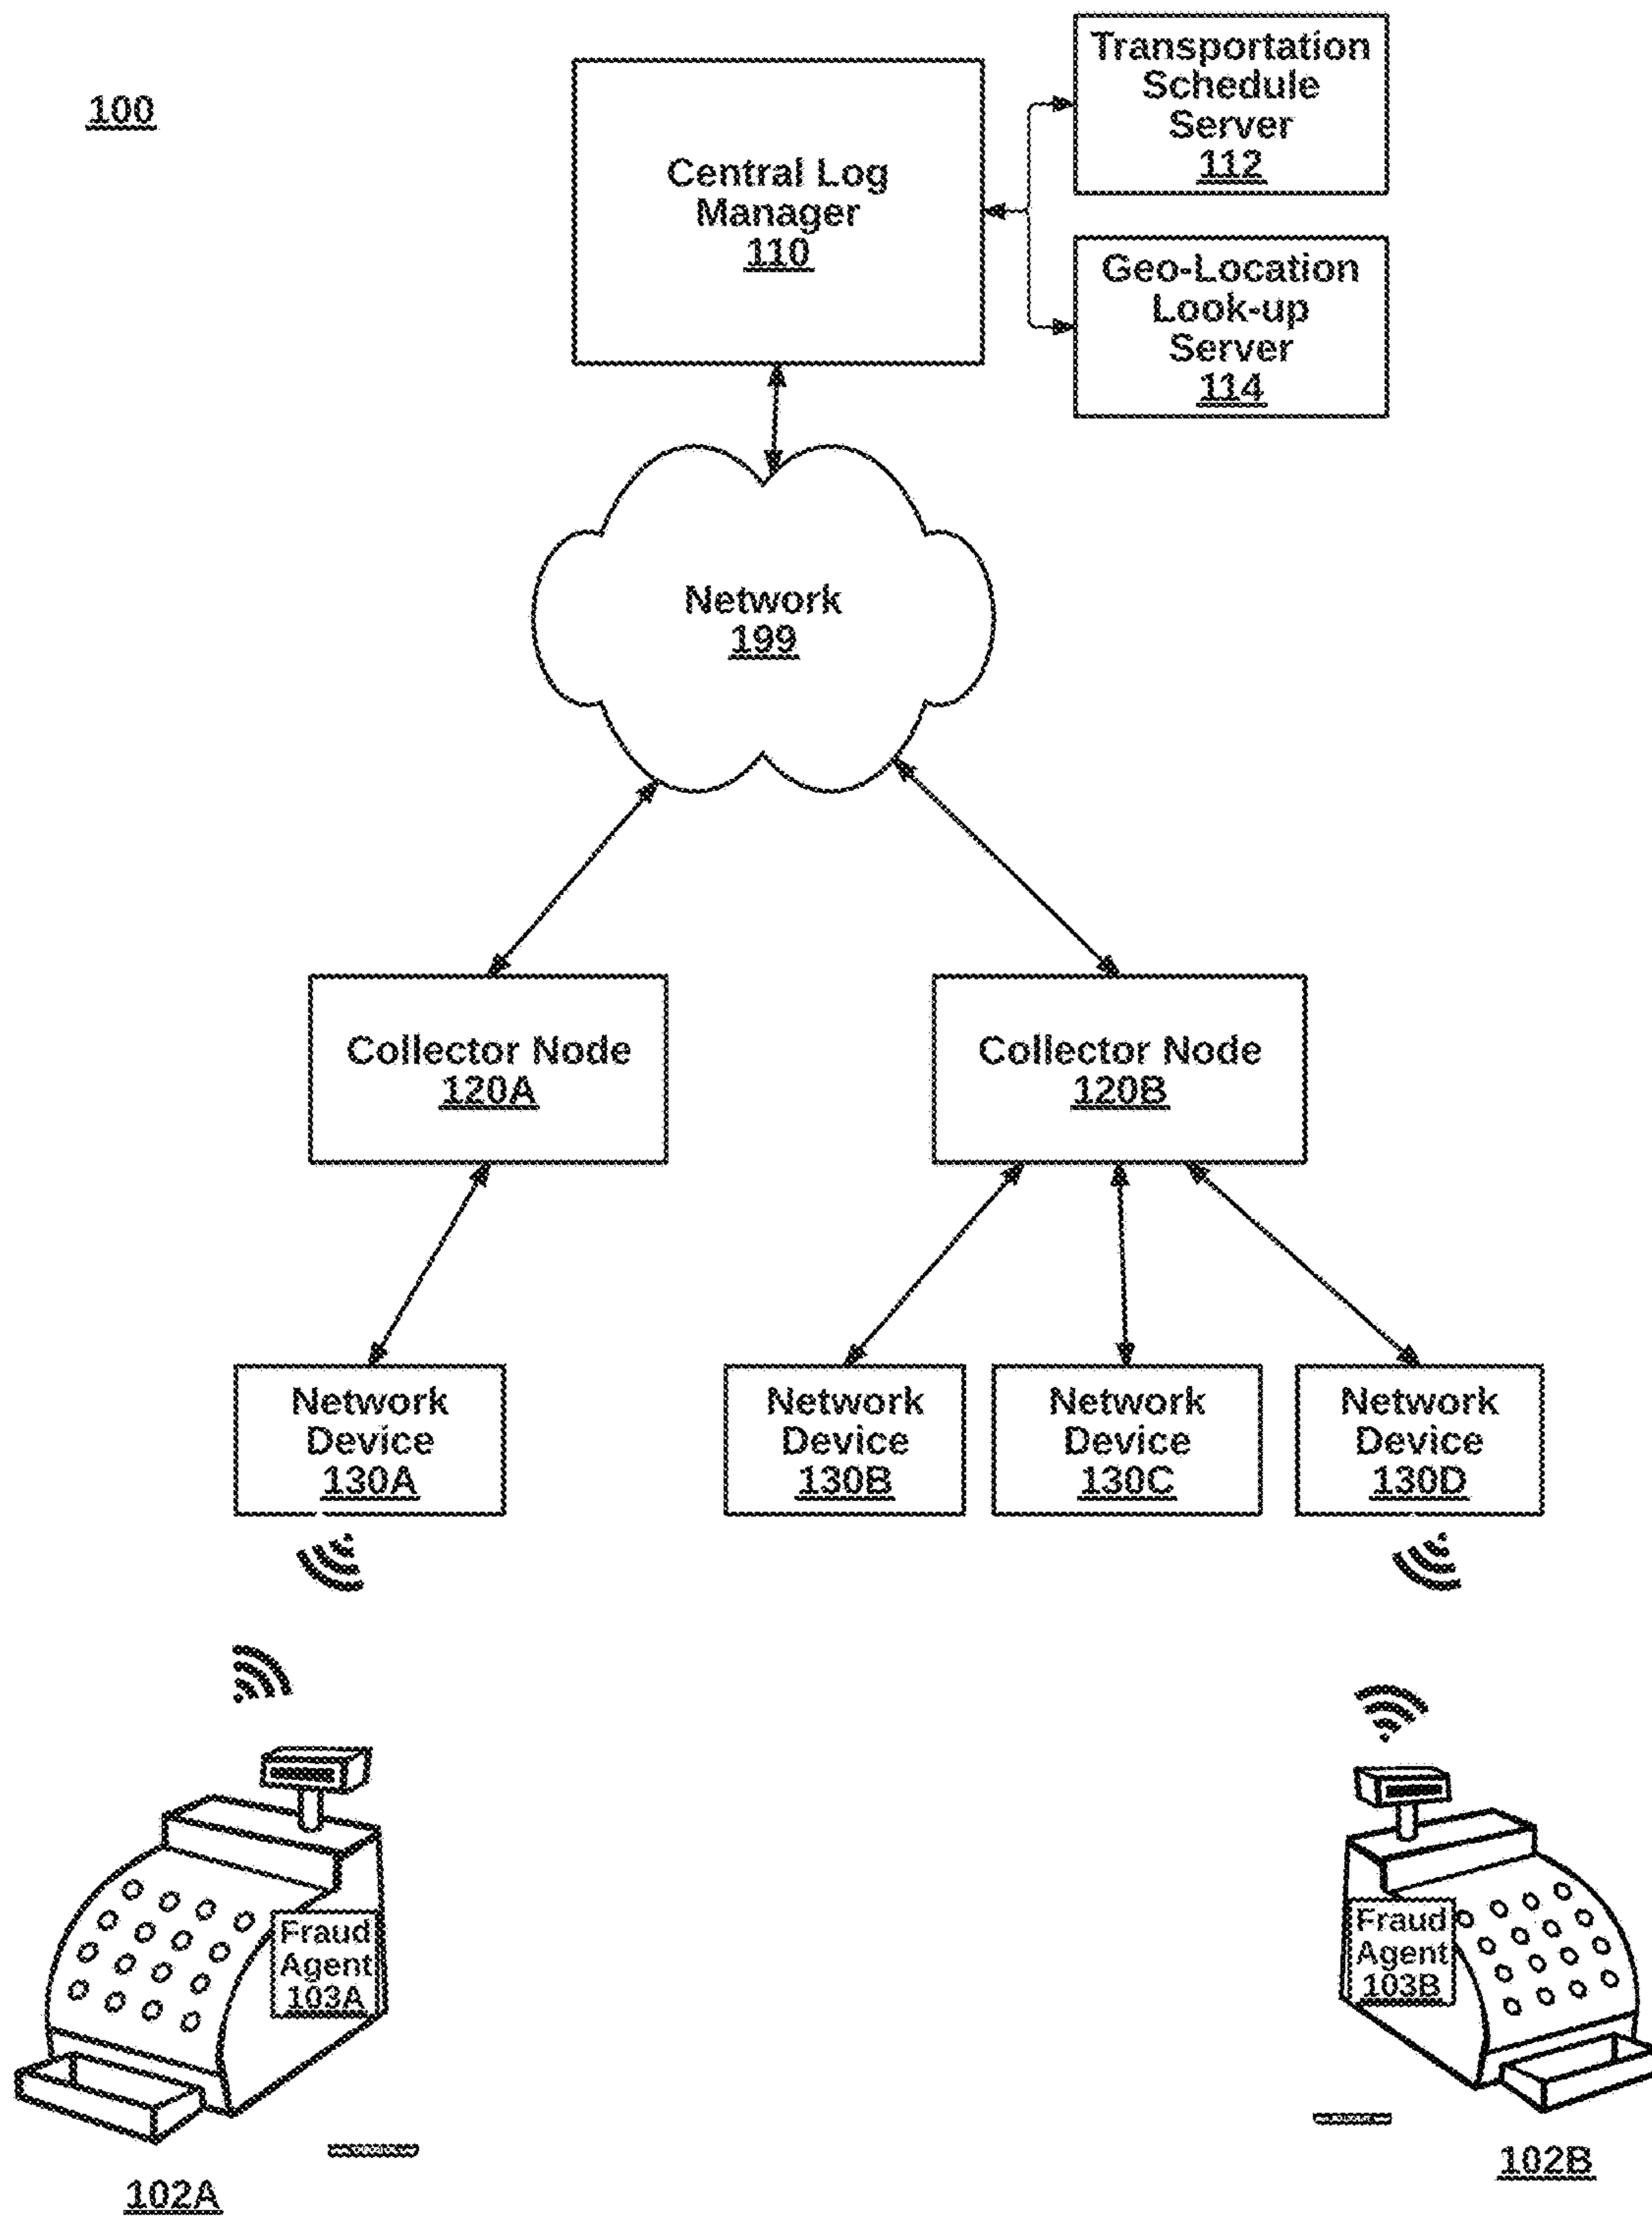 100
Central Log
Manager
110
Transportation
Schedule
Server
112
Geo-Location
Look-up
Server
114
Network
199
Collector Node
120A
Collector Node
120B
Network
Device
130A
Network
Device
130B
Network
Device
130C
Network
Device
130D
Fraud
Agent
103A
Fraud
Agent
103B
102A
102B